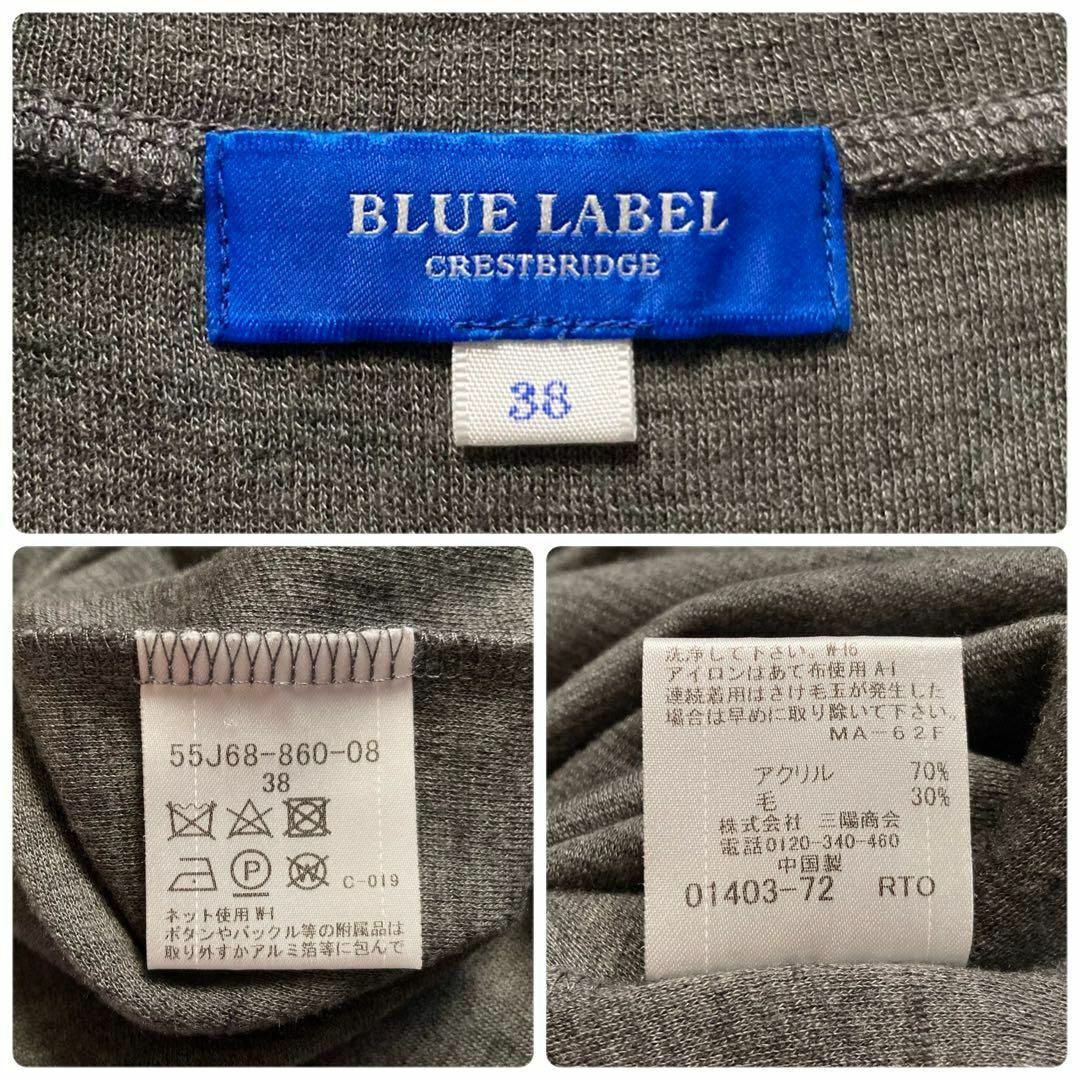 BLUE LABEL
CRESTBRIDGE
38
55J68-860-08
38
C-019
ネット使用 W-I
ボタンやバックル等の附属品は
取り外すかアルミ箔等に包んで
洗浄して下さい。W-16
アイロンはあて布使用 A-I
連続着用はさけ毛玉が発生した
場合は早めに取り除いて下さい。
MA-62F
アクリル 70%
毛 30%
株式会社 三陽商会
電話0120-340-460
中国製
01403-72 RTO